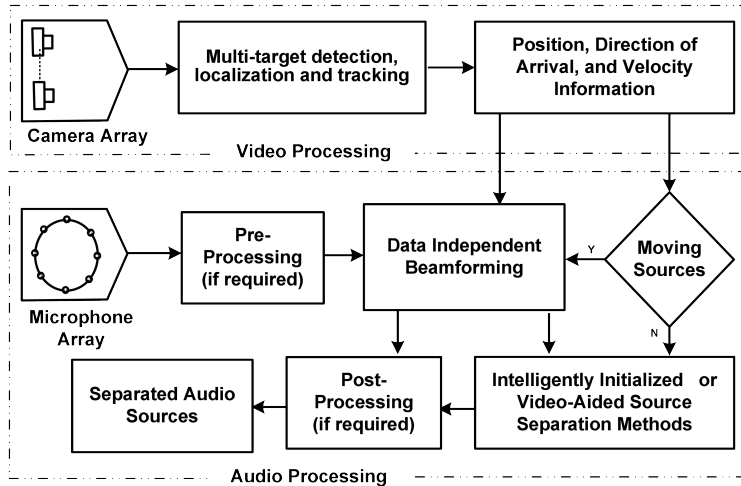 Multi-target detection,
localization and tracking
Position, Direction of
Arrival, and Velocity
Information
Camera Array
Video Processing
Pre-
Processing
(if required)
Data Independent
Beamforming
Y
Moving
Sources
Microphone
Array
N
Separated Audio
Sources
Post-
Processing
(if required)
Intelligently Initialized or
Video-Aided Source
Separation Methods
Audio Processing